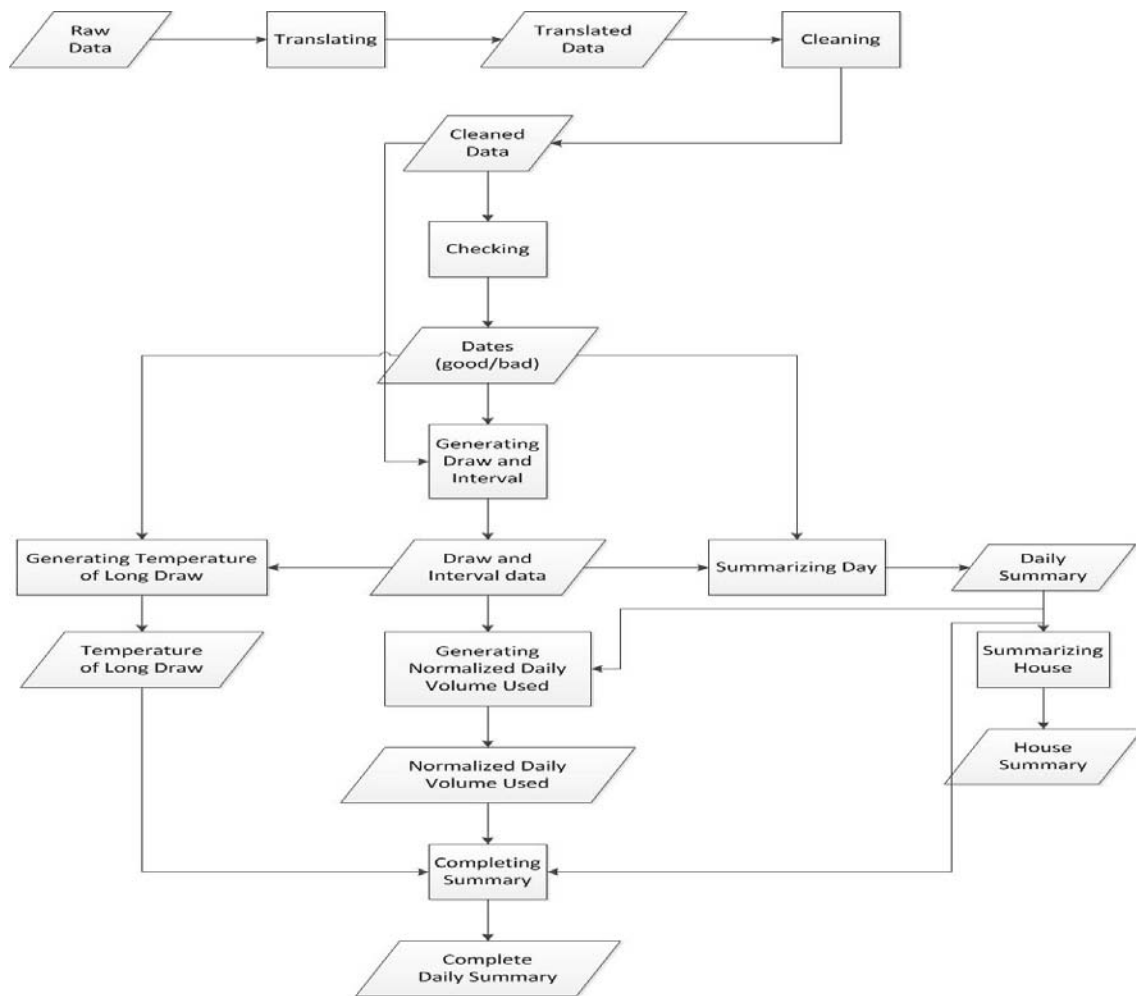 Raw
Data
Translating
Translated
Data
Cleaning
Cleaned
Data
Checking
Dates
(good/bad)
Generating
Draw and
Interval
Generating Temperature
of Long Draw
Draw and
Interval data
Summarizing Day
Daily
Summary
Temperature
of Long Draw
Generating
Normalized Daily
Volume Used
Summarizing
House
Normalized Daily
Volume Used
House
Summary
Completing
Summary
Complete
Daily Summary